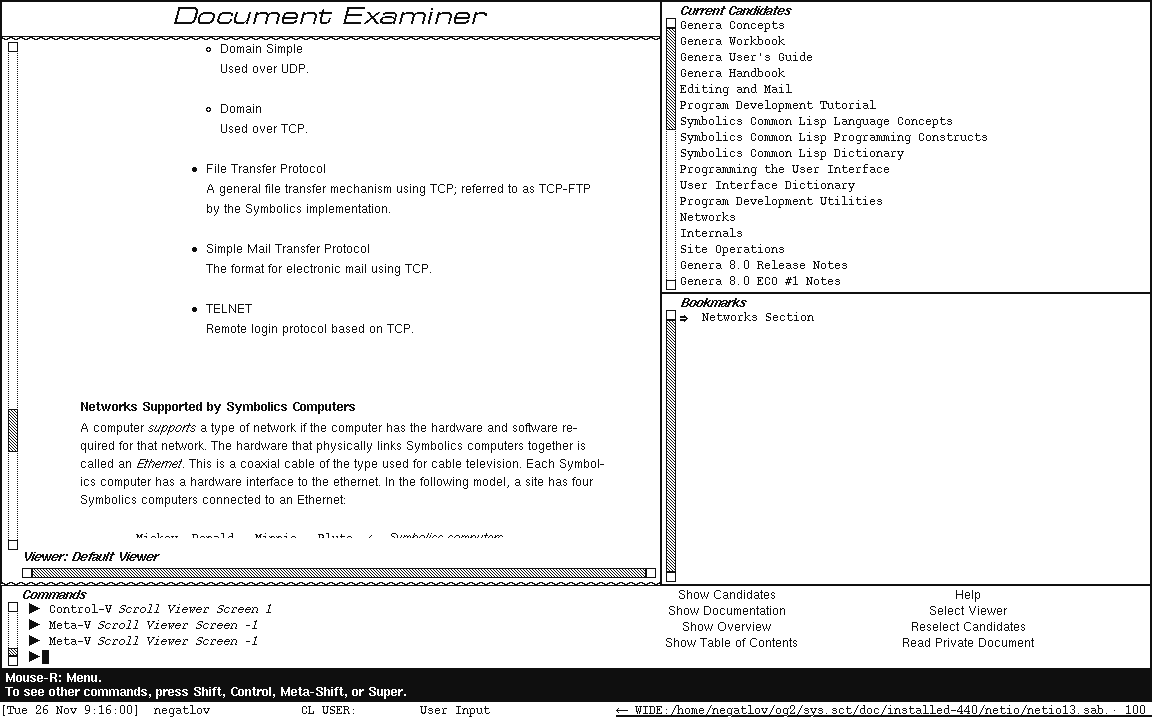 Document Examiner
Domain Simple
Used over UDP.
Domain
Used over TCP.
File Transfer Protocol
A general file transfer mechanism using TCP; referred to as TCP-FTP
by the Symbolics implementation.
Simple Mail Transfer Protocol
The format for electronic mail using TCP.
TELNET
Remote login protocol based on TCP.
Networks Supported by Symbolics Computers
A computer supports a type of network if the computer has the hardware and software re-
quired for that network. The hardware that physically links Symbolics computers together is
called an Ethernet. This is a coaxial cable of the type used for cable television. Each Symbol-
ics computer has a hardware interface to the ethernet. In the following model, a site has four
Symbolics computers connected to an Ethernet:
Mickey Donald Minnie Pluto Symbolics computers
Viewer: Default Viewer
Current Candidates
Genera Concepts
Genera Workbook
Genera User's Guide
Genera Handbook
Editing and Mail
Program Development Tutorial
Symbolics Common Lisp Language Concepts
Symbolics Common Lisp Programming Constructs
Symbolics Common Lisp Dictionary
Programming the User Interface
User Interface Dictionary
Program Development Utilities
Networks
Internals
Site Operations
Genera 8.0 Release Notes
Genera 8.0 ECO #1 Notes
Bookmarks
⇒ Networks Section
Commands
Control-V Scroll Viewer Screen 1
Meta-V Scroll Viewer Screen -1
Meta-V Scroll Viewer Screen -1
Show Candidates Help
Show Documentation Select Viewer
Show Overview Reselect Candidates
Show Table of Contents Read Private Document
Mouse-R: Menu.
To see other commands, press Shift, Control, Meta-Shift, or Super.
[Tue 26 Nov 9:16:00] negatlov CL USER: User Input ← WIDE:/home/negatlov/og2/sys.sct/doc/installed-440/netio/netio13.sab.· 100